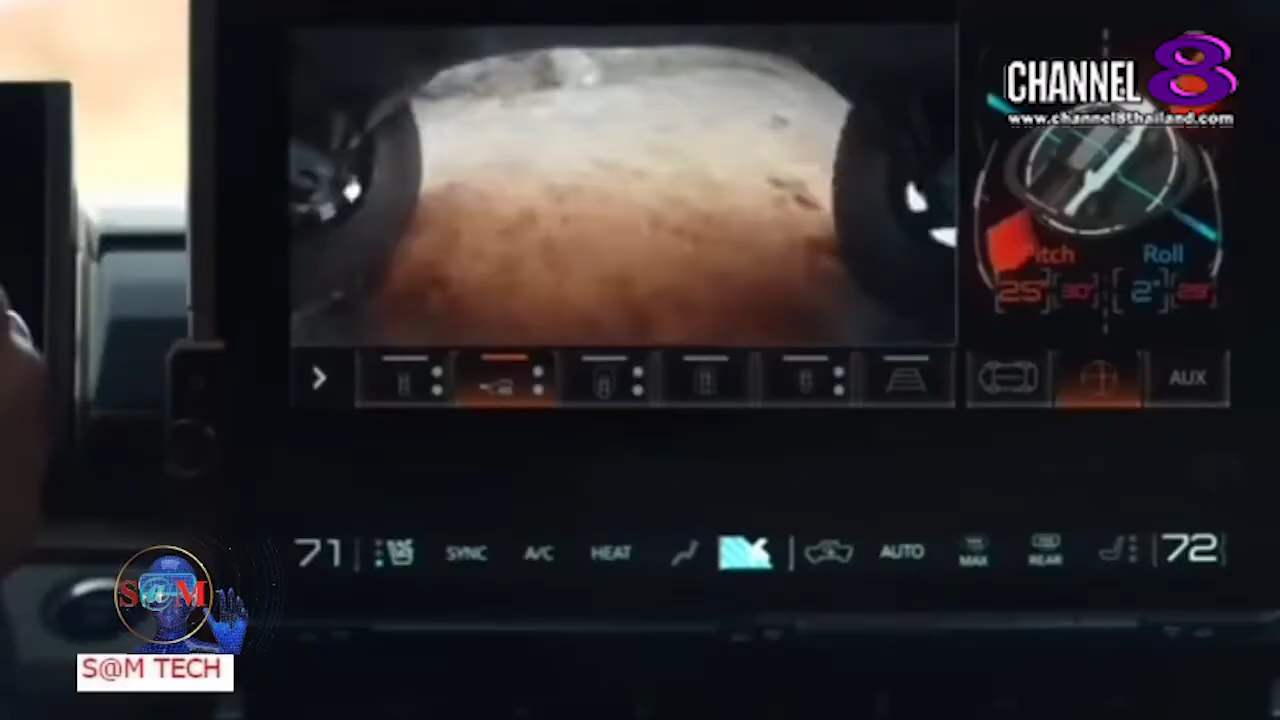 CHANNEL 8
www.channel8thailand.com
Pitch Roll
25° 30° 2° 25°
AUX
71 SYNC A/C HEAT AUTO MAX REAR 72
S@M
S@M TECH